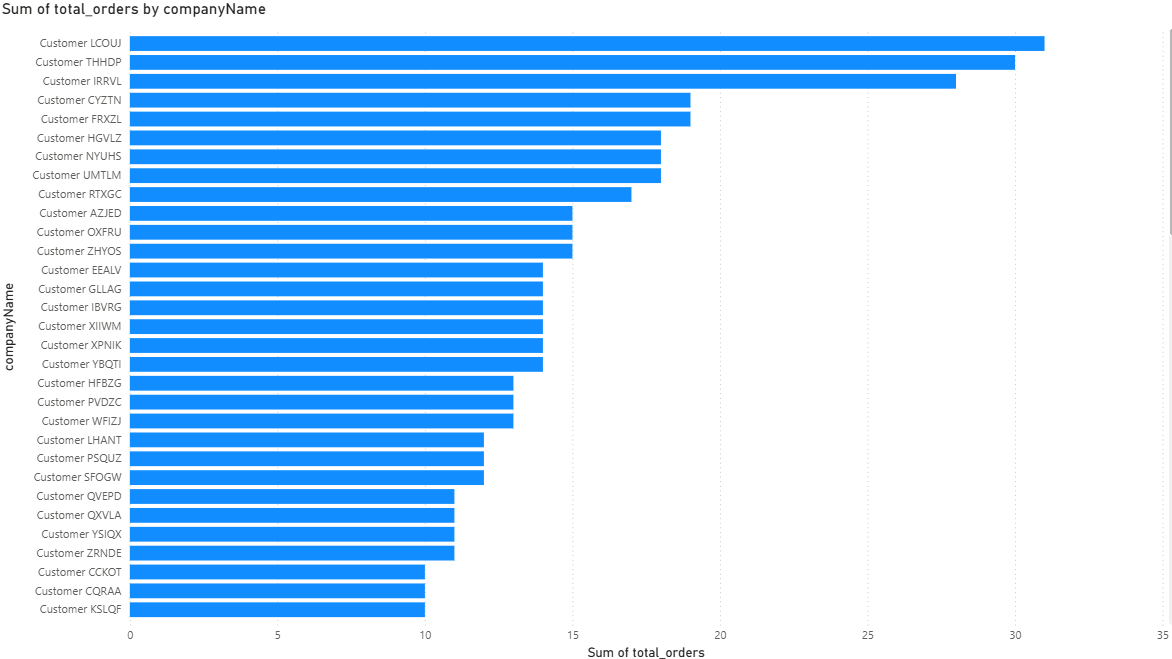 Sum of total_orders by companyName
companyName
Customer LCOUJ
Customer THHDP
Customer IRRVL
Customer CYZTN
Customer FRXZL
Customer HGVLZ
Customer NYUHS
Customer UMTLM
Customer RTXGC
Customer AZJED
Customer OXFRU
Customer ZHYOS
Customer EEALV
Customer GLLAG
Customer IBVRG
Customer XIIWM
Customer XPNIK
Customer YBQTI
Customer HFBZG
Customer PVDZC
Customer WFIZJ
Customer LHANT
Customer PSQUZ
Customer SFOGW
Customer QVEPD
Customer QXVLA
Customer YSIQX
Customer ZRNDE
Customer CCKOT
Customer CQRAA
Customer KSLQF
0 5 10 15 20 25 30 35
Sum of total_orders